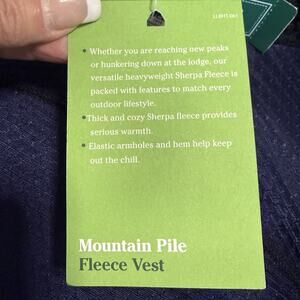 • Whether you are reaching new peaks
or hunkering down at the lodge, our
versatile heavyweight Sherpa Fleece is
packed with features to match every
outdoor lifestyle.
• Thick and cozy Sherpa fleece provides
serious warmth.
• Elastic armholes and hem help keep
out the chill.
Mountain Pile
Fleece Vest